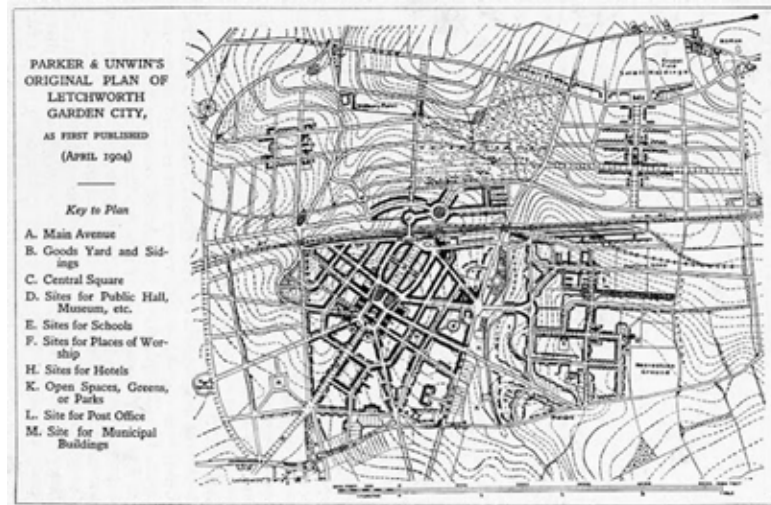 PARKER & UNWIN'S
ORIGINAL PLAN OF
LETCHWORTH
GARDEN CITY,
AS FIRST PUBLISHED
(APRIL 1904)
Key to Plan
A. Main Avenue
B. Goods Yard and Sid-
ings
C. Central Square
D. Sites for Public Hall,
Museum, etc.
E. Sites for Schools
F. Sites for Places of Wor-
ship
H. Sites for Hotels
K. Open Spaces, Greens,
or Parks
L. Site for Post Office
M. Site for Municipal
Buildings